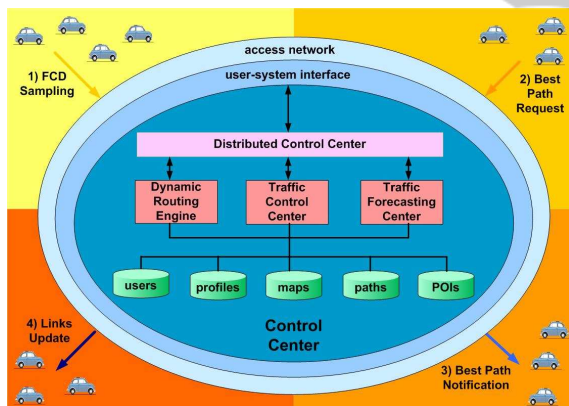 access network
user-system interface
1) FCD
Sampling
2) Best
Path
Request
Distributed Control Center
Dynamic
Routing
Engine
Traffic
Control
Center
Traffic
Forecasting
Center
users
profiles
maps
paths
POIs
Control
Center
4) Links
Update
3) Best Path
Notification